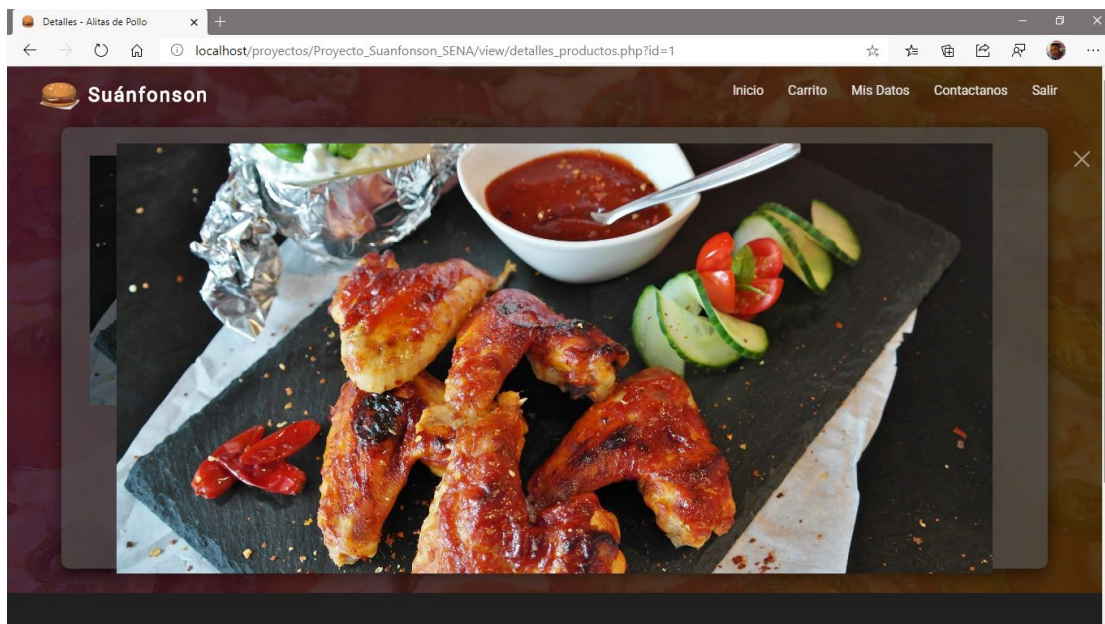 Detalles - Alitas de Pollo
localhost/proyectos/Proyecto_Suanfonson_SENA/view/detalles_productos.php?id=1
Suánfonson
Inicio Carrito Mis Datos Contactanos Salir